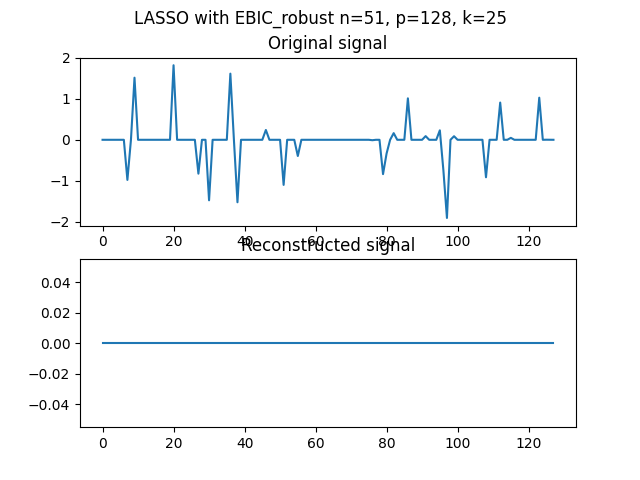 LASSO with EBIC_robust n=51, p=128, k=25
Original signal
2
1
0
−1
−2
0 20 40 60 80 100 120
Reconstructed signal
0.04
0.02
0.00
−0.02
−0.04
0 20 40 60 80 100 120